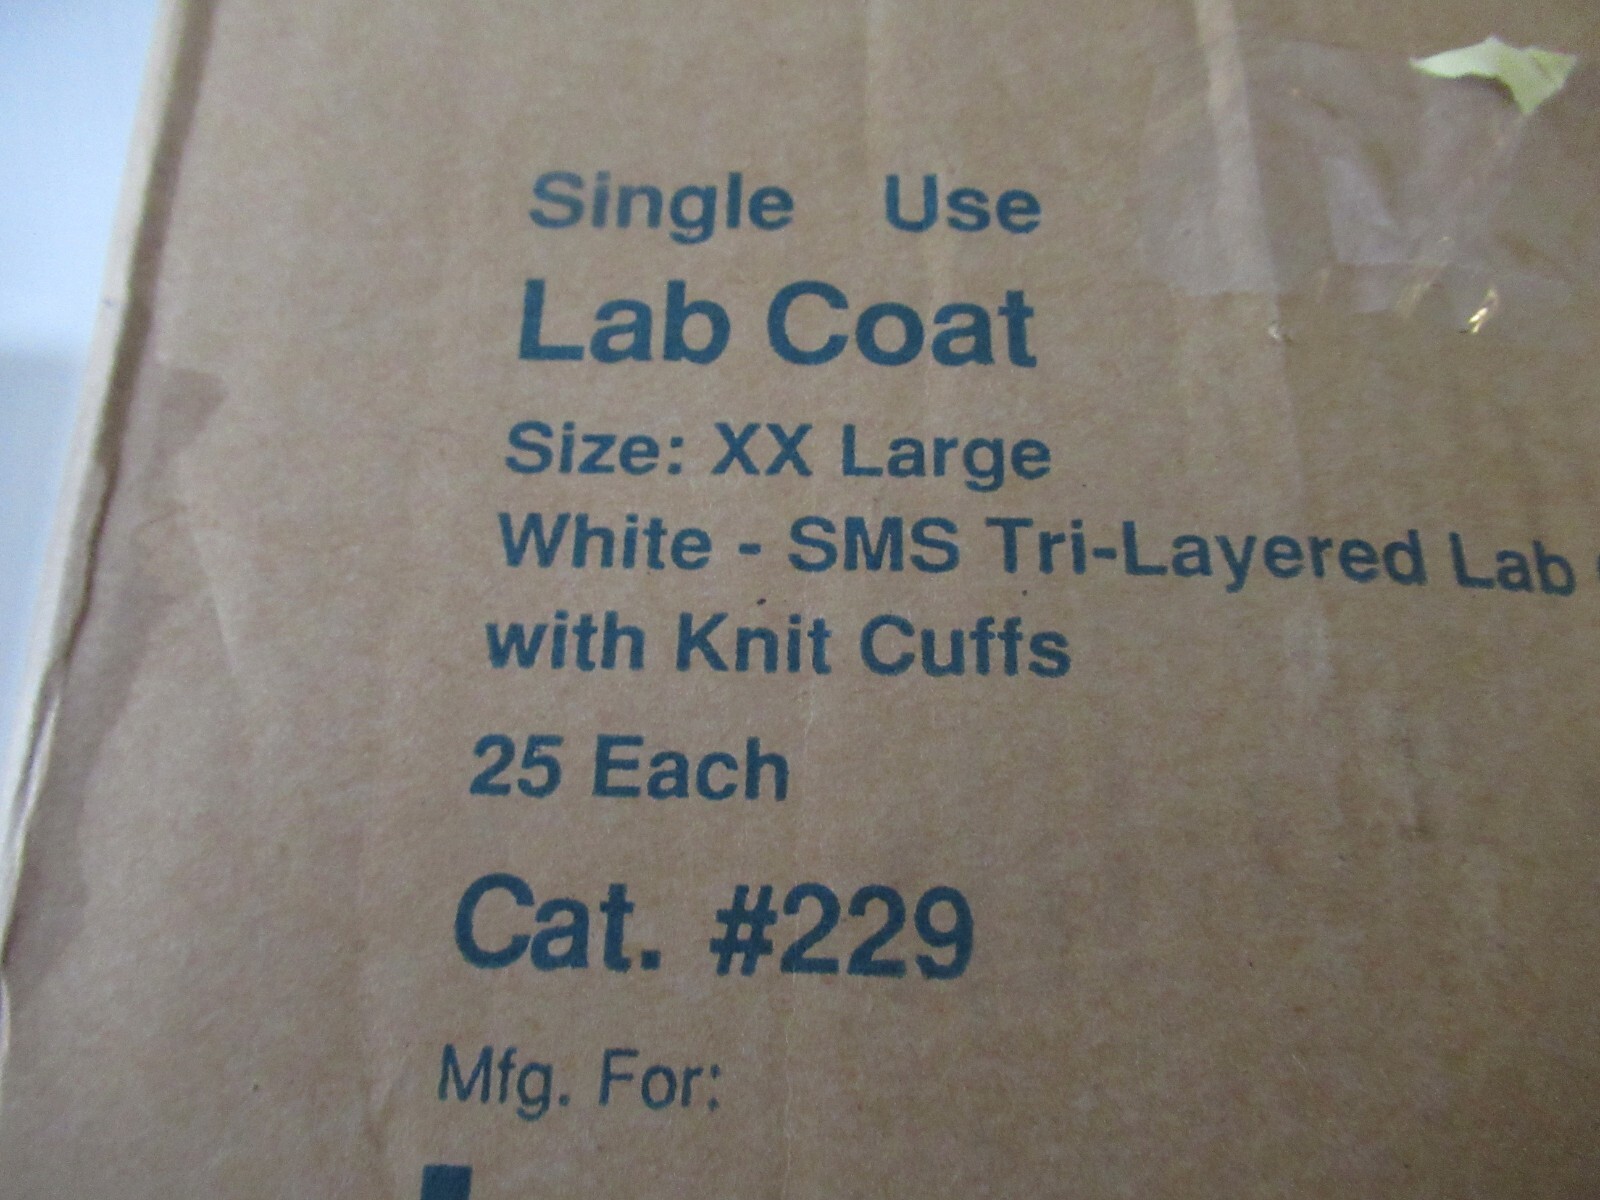 Single Use
Lab Coat
Size: XX Large
White - SMS Tri-Layered Lab
with Knit Cuffs
25 Each
Cat. #229
Mfg. For: